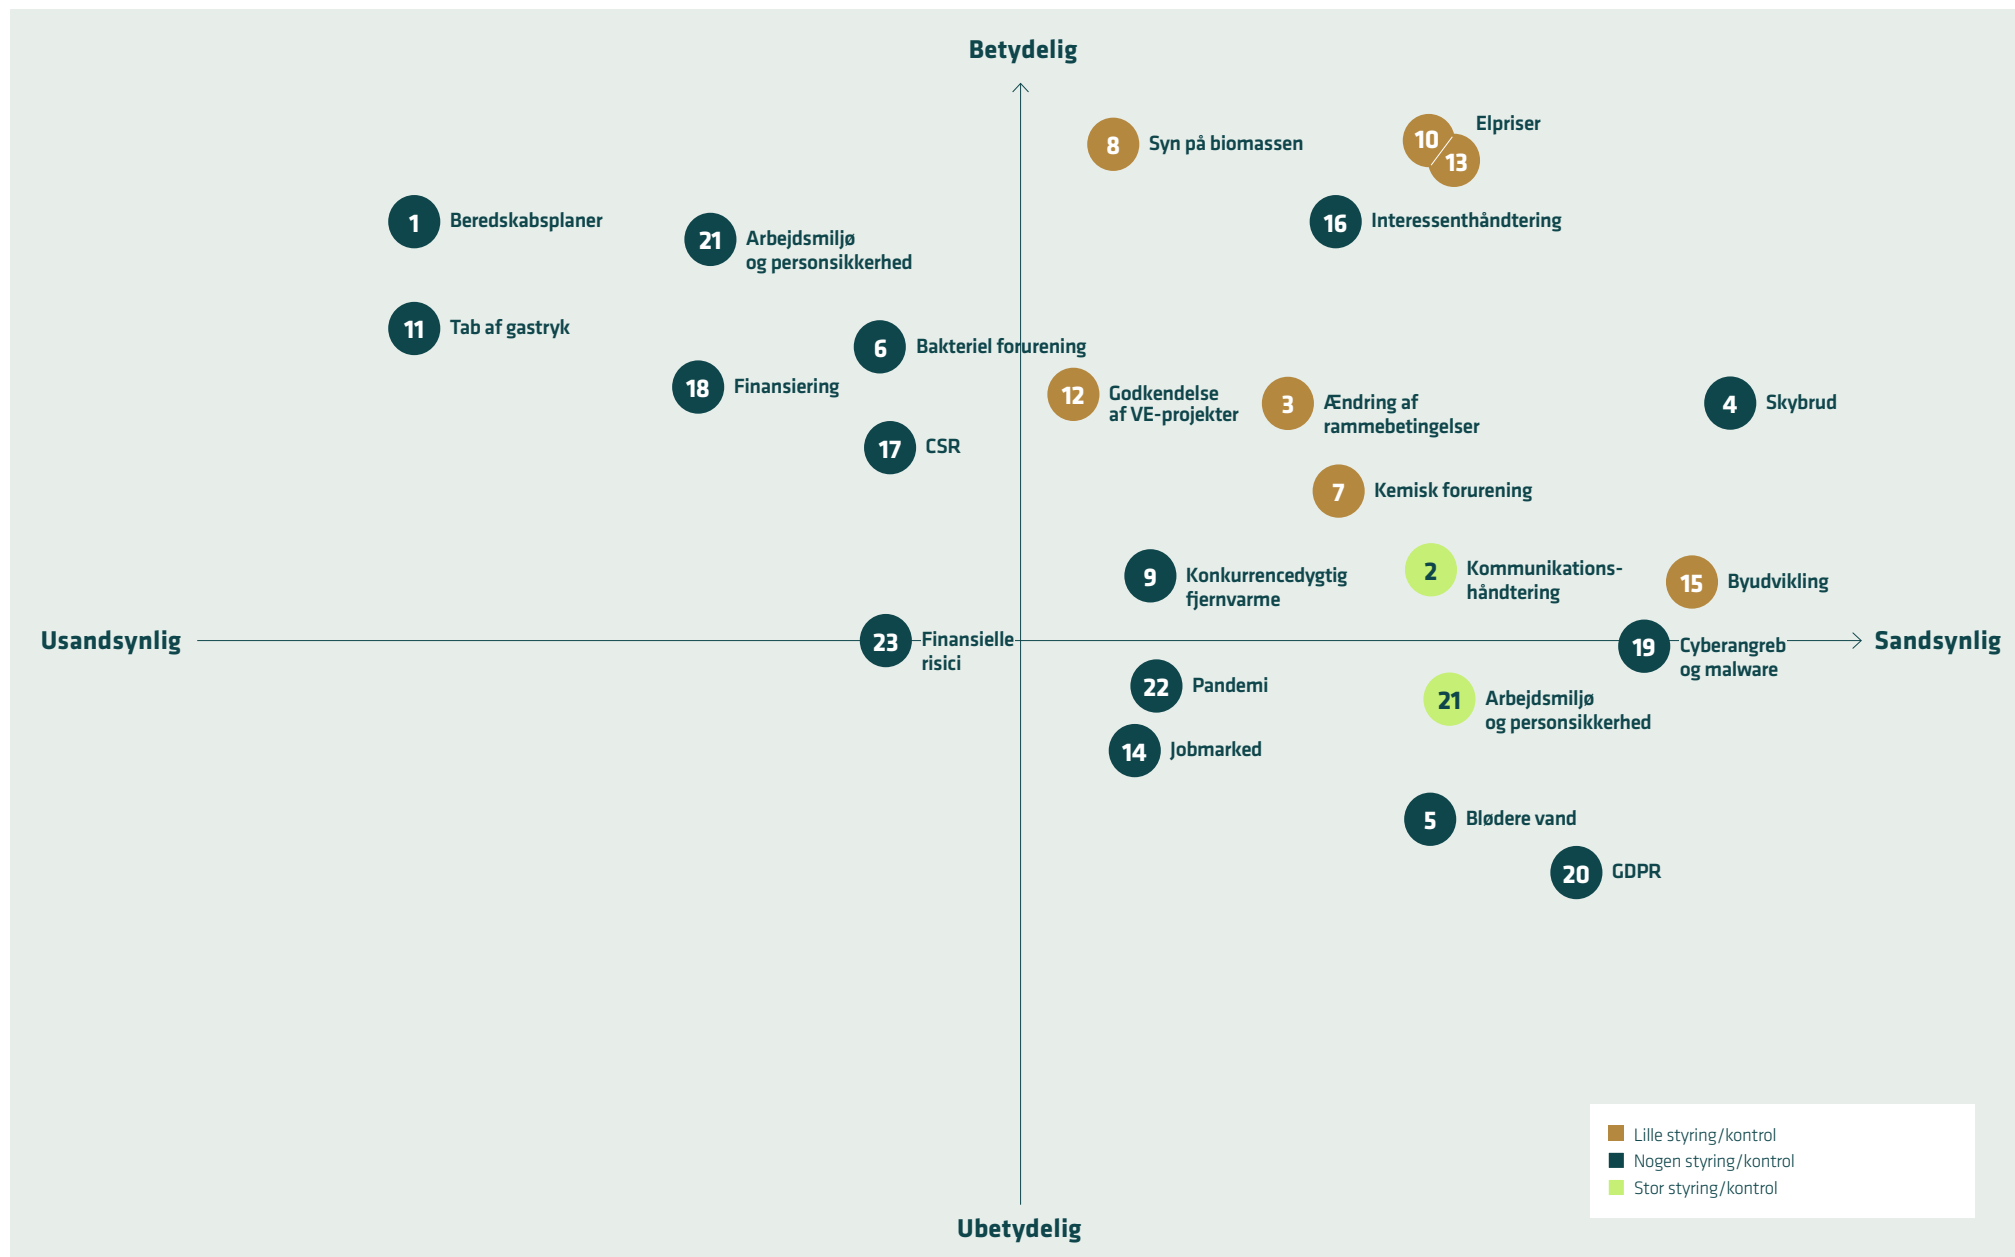 Betydelig
8 Syn på biomassen
10 13 Elpriser
1 Beredskabsplaner
21 Arbejdsmiljø
og personsikkerhed
16 Interessenthåndtering
11 Tab af gastryk
6 Bakteriel forurening
18 Finansiering
12 Godkendelse
af VE-projekter
3 Ændring af
rammebetingelser
4 Skybrud
17 CSR
7 Kemisk forurening
9 Konkurrencedygtig
fjernvarme
2 Kommunikations-
håndtering
15 Byudvikling
Usandsynlig
23 Finansielle
risici
19 Cyberangreb
og malware
Sandsynlig
22 Pandemi
21 Arbejdsmiljø
og personsikkerhed
14 Jobmarked
5 Blødere vand
20 GDPR
Lille styring/kontrol
Nogen styring/kontrol
Stor styring/kontrol
Ubetydelig